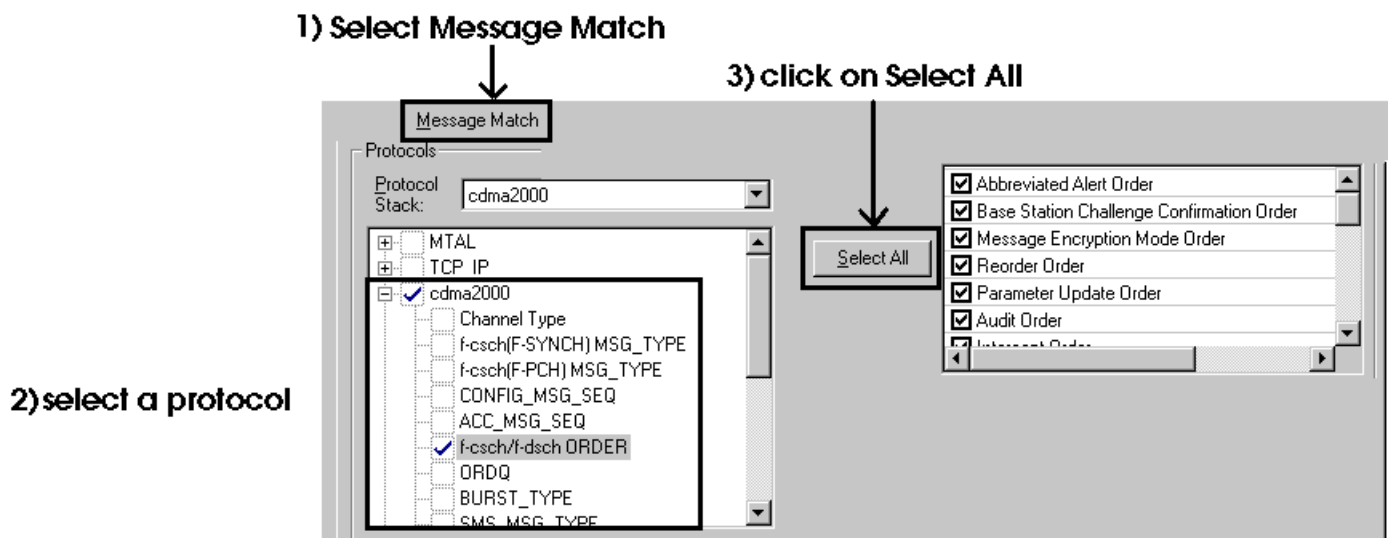 1) Select Message Match
3) click on Select All
Message Match
Protocols
Protocol
Stack:
cdma2000
MTAL
TCP_IP
cdma2000
Channel Type
f-csch(F-SYNCH) MSG_TYPE
f-csch(F-PCH) MSG_TYPE
CONFIG_MSG_SEQ
ACC_MSG_SEQ
f-csch/f-dsch ORDER
ORDQ
BURST_TYPE
SMS_MSG_TYPE
2) select a protocol
Select All
Abbreviated Alert Order
Base Station Challenge Confirmation Order
Message Encryption Mode Order
Reorder Order
Parameter Update Order
Audit Order
Intercept Order